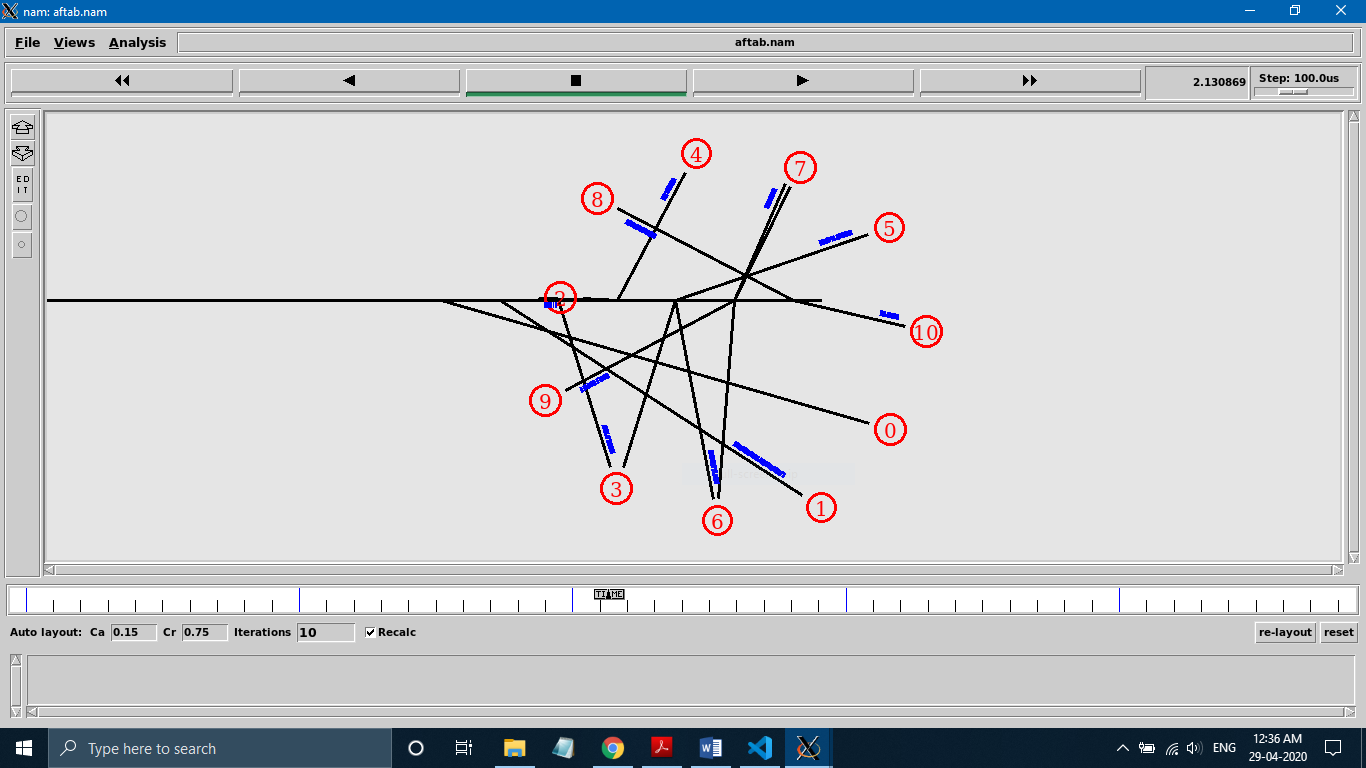 nam: aftab.nam
File Views Analysis aftab.nam
2.130869 Step: 100.0us
E D
I T
4
7
8
5
2
10
9
0
3
1
6
TIME
Auto layout: Ca 0.15 Cr 0.75 Iterations 10 Recalc re-layout reset
Type here to search
ENG
12:36 AM
29-04-2020